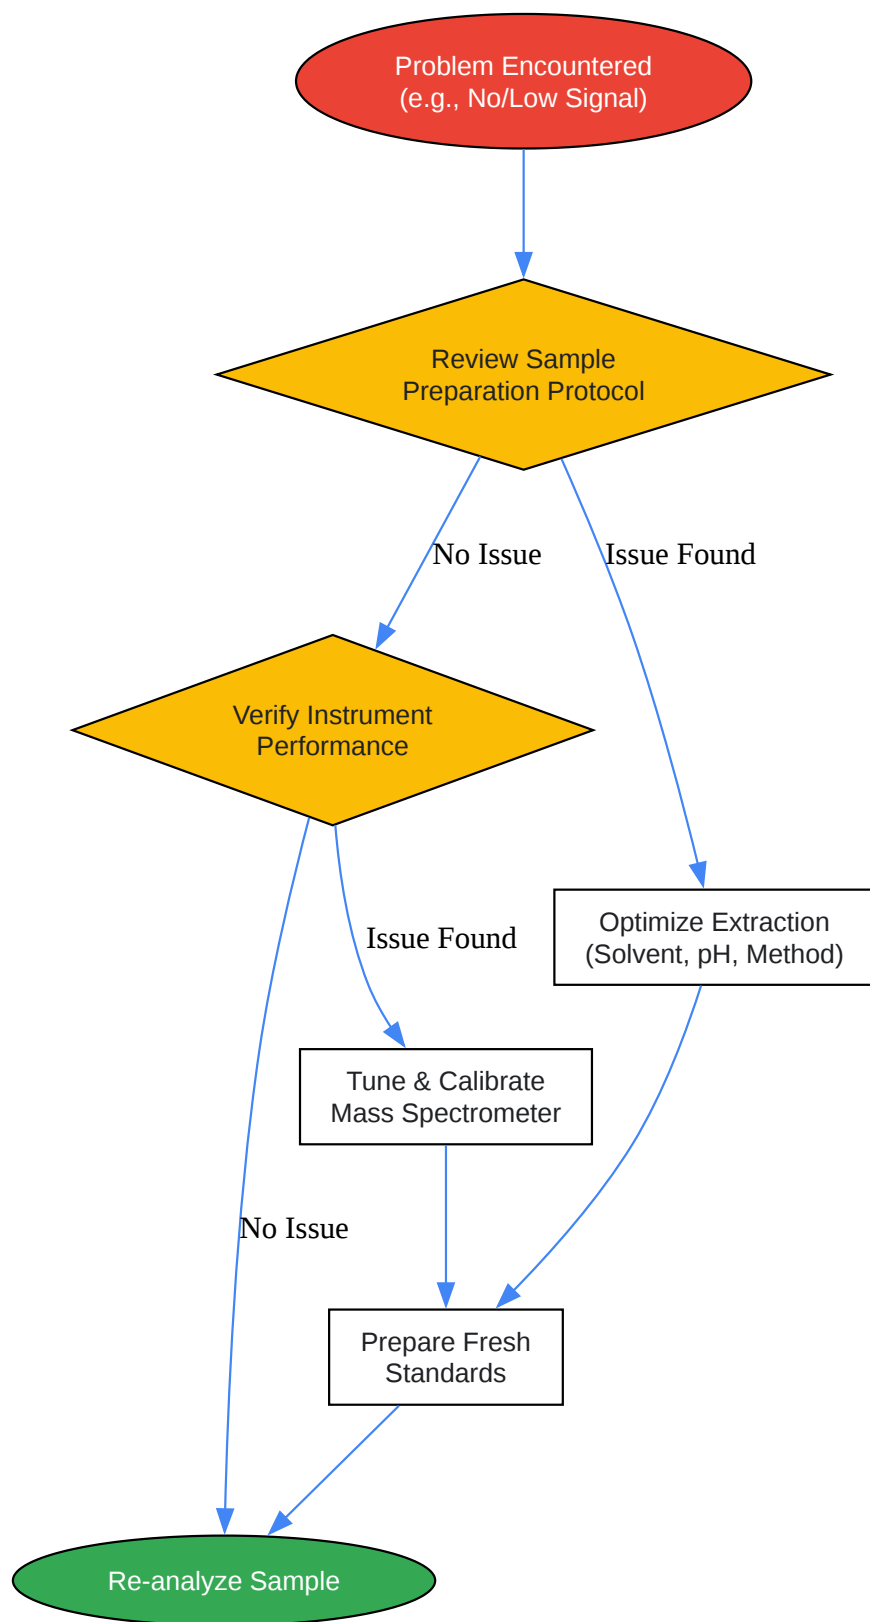 Problem Encountered
(e.g., No/Low Signal)
Review Sample
Preparation Protocol
No Issue
Issue Found
Verify Instrument
Performance
Optimize Extraction
(Solvent, pH, Method)
Issue Found
Tune & Calibrate
Mass Spectrometer
No Issue
Prepare Fresh
Standards
Re-analyze Sample